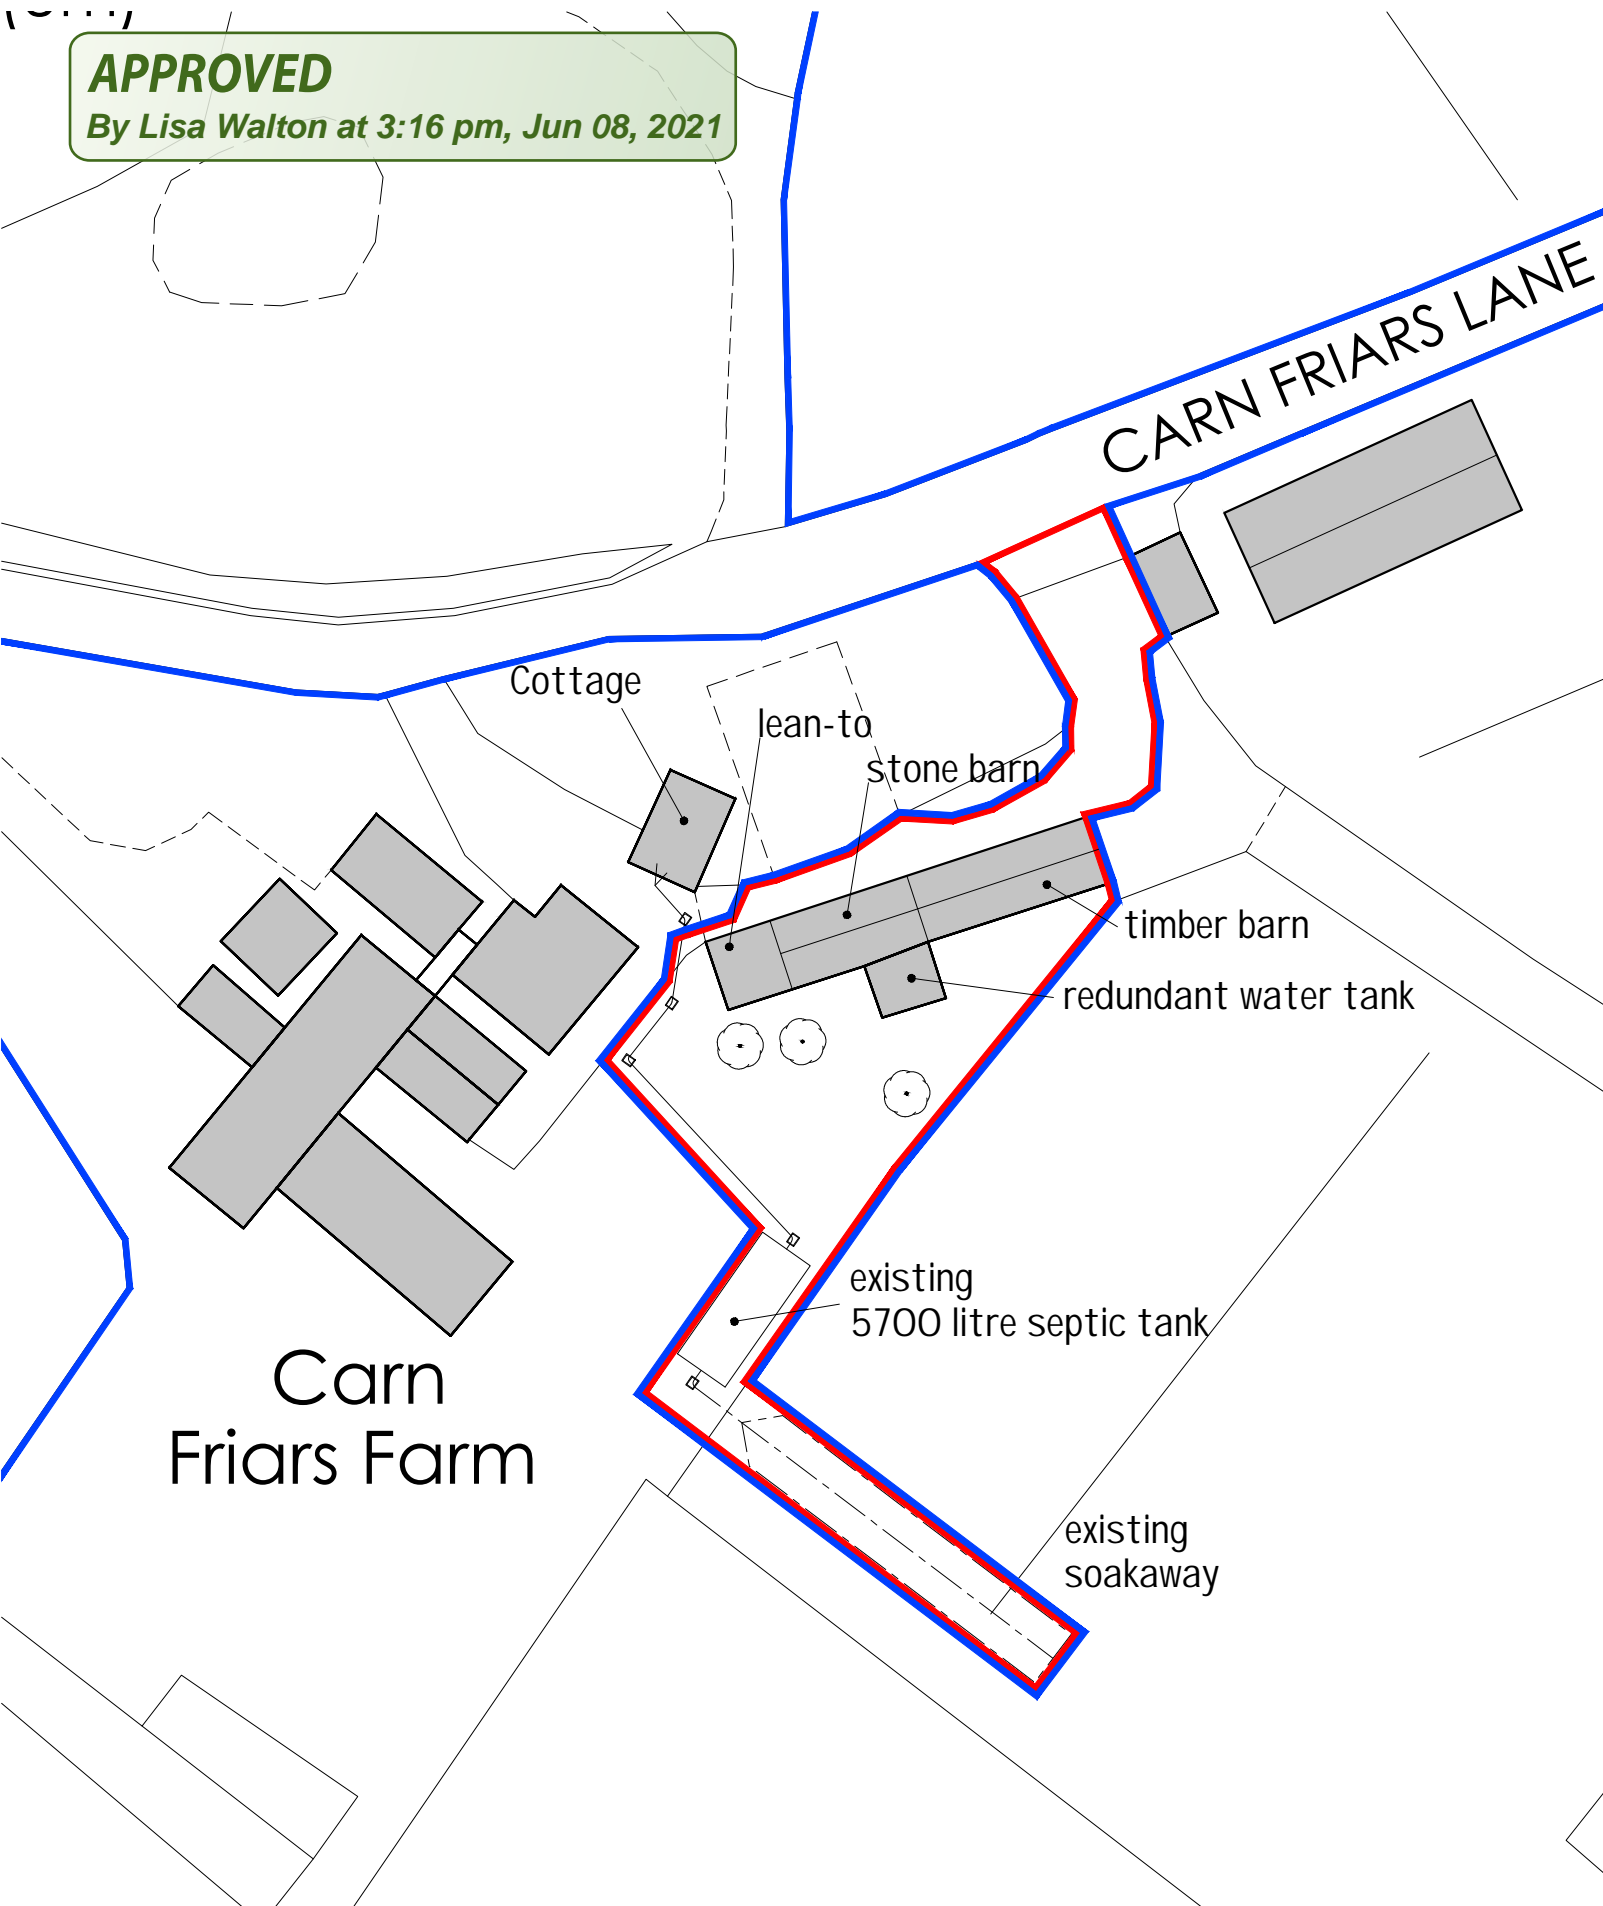 APPROVED
By Lisa Walton at 3:16 pm, Jun 08, 2021
CARN FRIARS LANE
Cottage
lean-to
stone barn
timber barn
redundant water tank
existing
5700 litre septic tank
Carn
Friars Farm
existing
soakaway